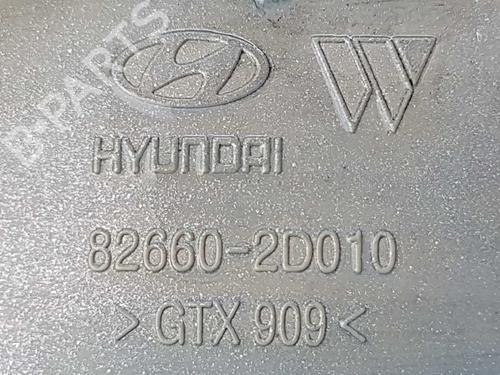 B-PARTS
W
HYUNDAI
82660-2D010
> GTX 909 <